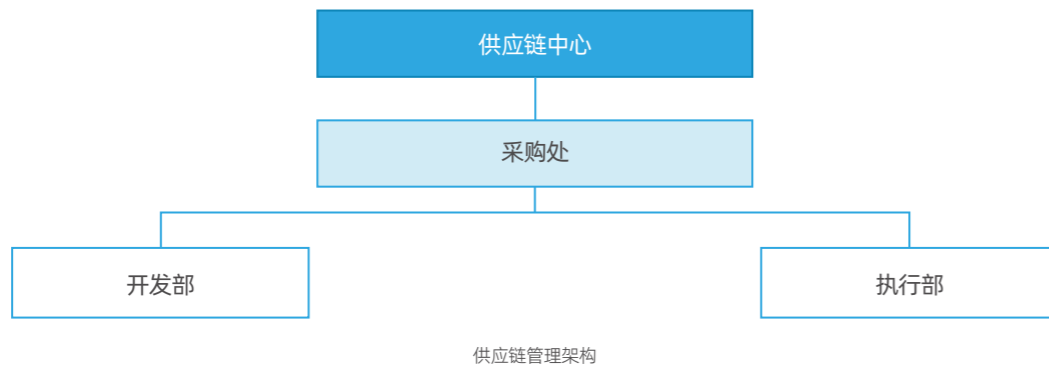 供应链中心
采购处
开发部
执行部
供应链管理架构